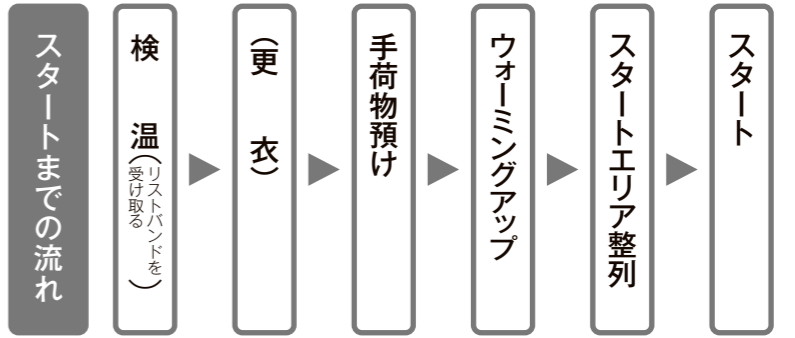 スタートまでの流れ
検温（リストバンドを
受け取る）
（更衣）
手荷物預け
ウォーミングアップ
スタートエリア整列
スタート